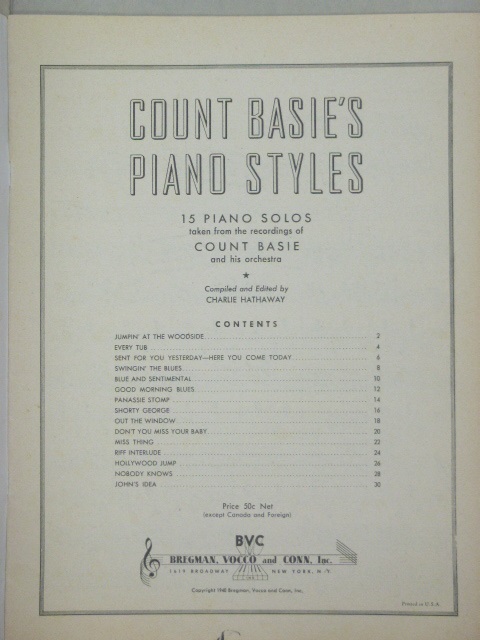 COUNT BASIE'S
PIANO STYLES
15 PIANO SOLOS
taken from the recordings of
COUNT BASIE
and his orchestra
★
Compiled and Edited by
CHARLIE HATHAWAY
CONTENTS
JUMPIN' AT THE WOODSIDE 2
EVERY TUB 4
SENT FOR YOU YESTERDAY—HERE YOU COME TODAY 6
SWINGIN' THE BLUES 8
BLUE AND SENTIMENTAL 10
GOOD MORNING BLUES 12
PANASSIE STOMP 14
SHORTY GEORGE 16
OUT THE WINDOW 18
DON'T YOU MISS YOUR BABY 20
MISS THING 22
RIFF INTERLUDE 24
HOLLYWOOD JUMP 26
NOBODY KNOWS 28
JOHN'S IDEA 30
Price 50c Net
(except Canada and Foreign)
BVC
BREGMAN, VOCCO and CONN, Inc.
1619 BROADWAY NEW YORK, N.Y.
Copyright Bregman, Vocco and Conn, Inc.
Printed in U.S.A.